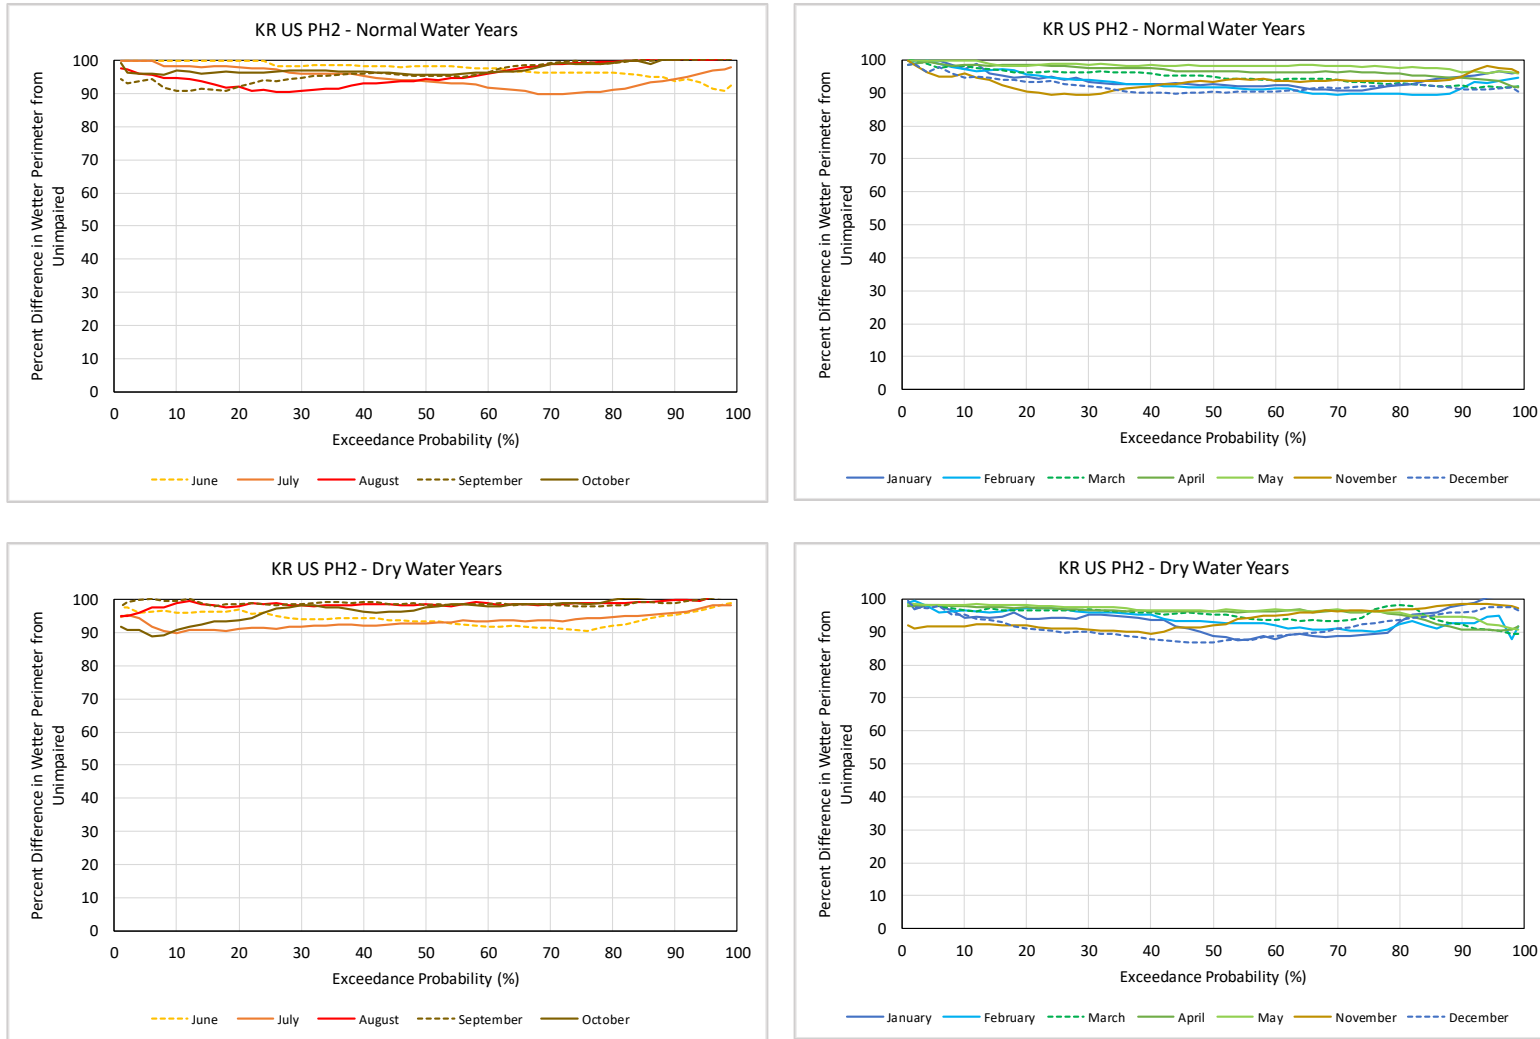 KR US PH2 - Normal Water Years
Percent Difference in Wetter Perimeter from
Unimpaired
100
90
80
70
60
50
40
30
20
10
0
0 10 20 30 40 50 60 70 80 90 100
Exceedance Probability (%)
June July August September October
KR US PH2 - Normal Water Years
Percent Difference in Wetter Perimeter from
Unimpaired
100
90
80
70
60
50
40
30
20
10
0
0 10 20 30 40 50 60 70 80 90 100
Exceedance Probability (%)
January February March April May November December
KR US PH2 - Dry Water Years
Percent Difference in Wetter Perimeter from
Unimpaired
100
90
80
70
60
50
40
30
20
10
0
0 10 20 30 40 50 60 70 80 90 100
Exceedance Probability (%)
June July August September October
KR US PH2 - Dry Water Years
Percent Difference in Wetter Perimeter from
Unimpaired
100
90
80
70
60
50
40
30
20
10
0
0 10 20 30 40 50 60 70 80 90 100
Exceedance Probability (%)
January February March April May November December